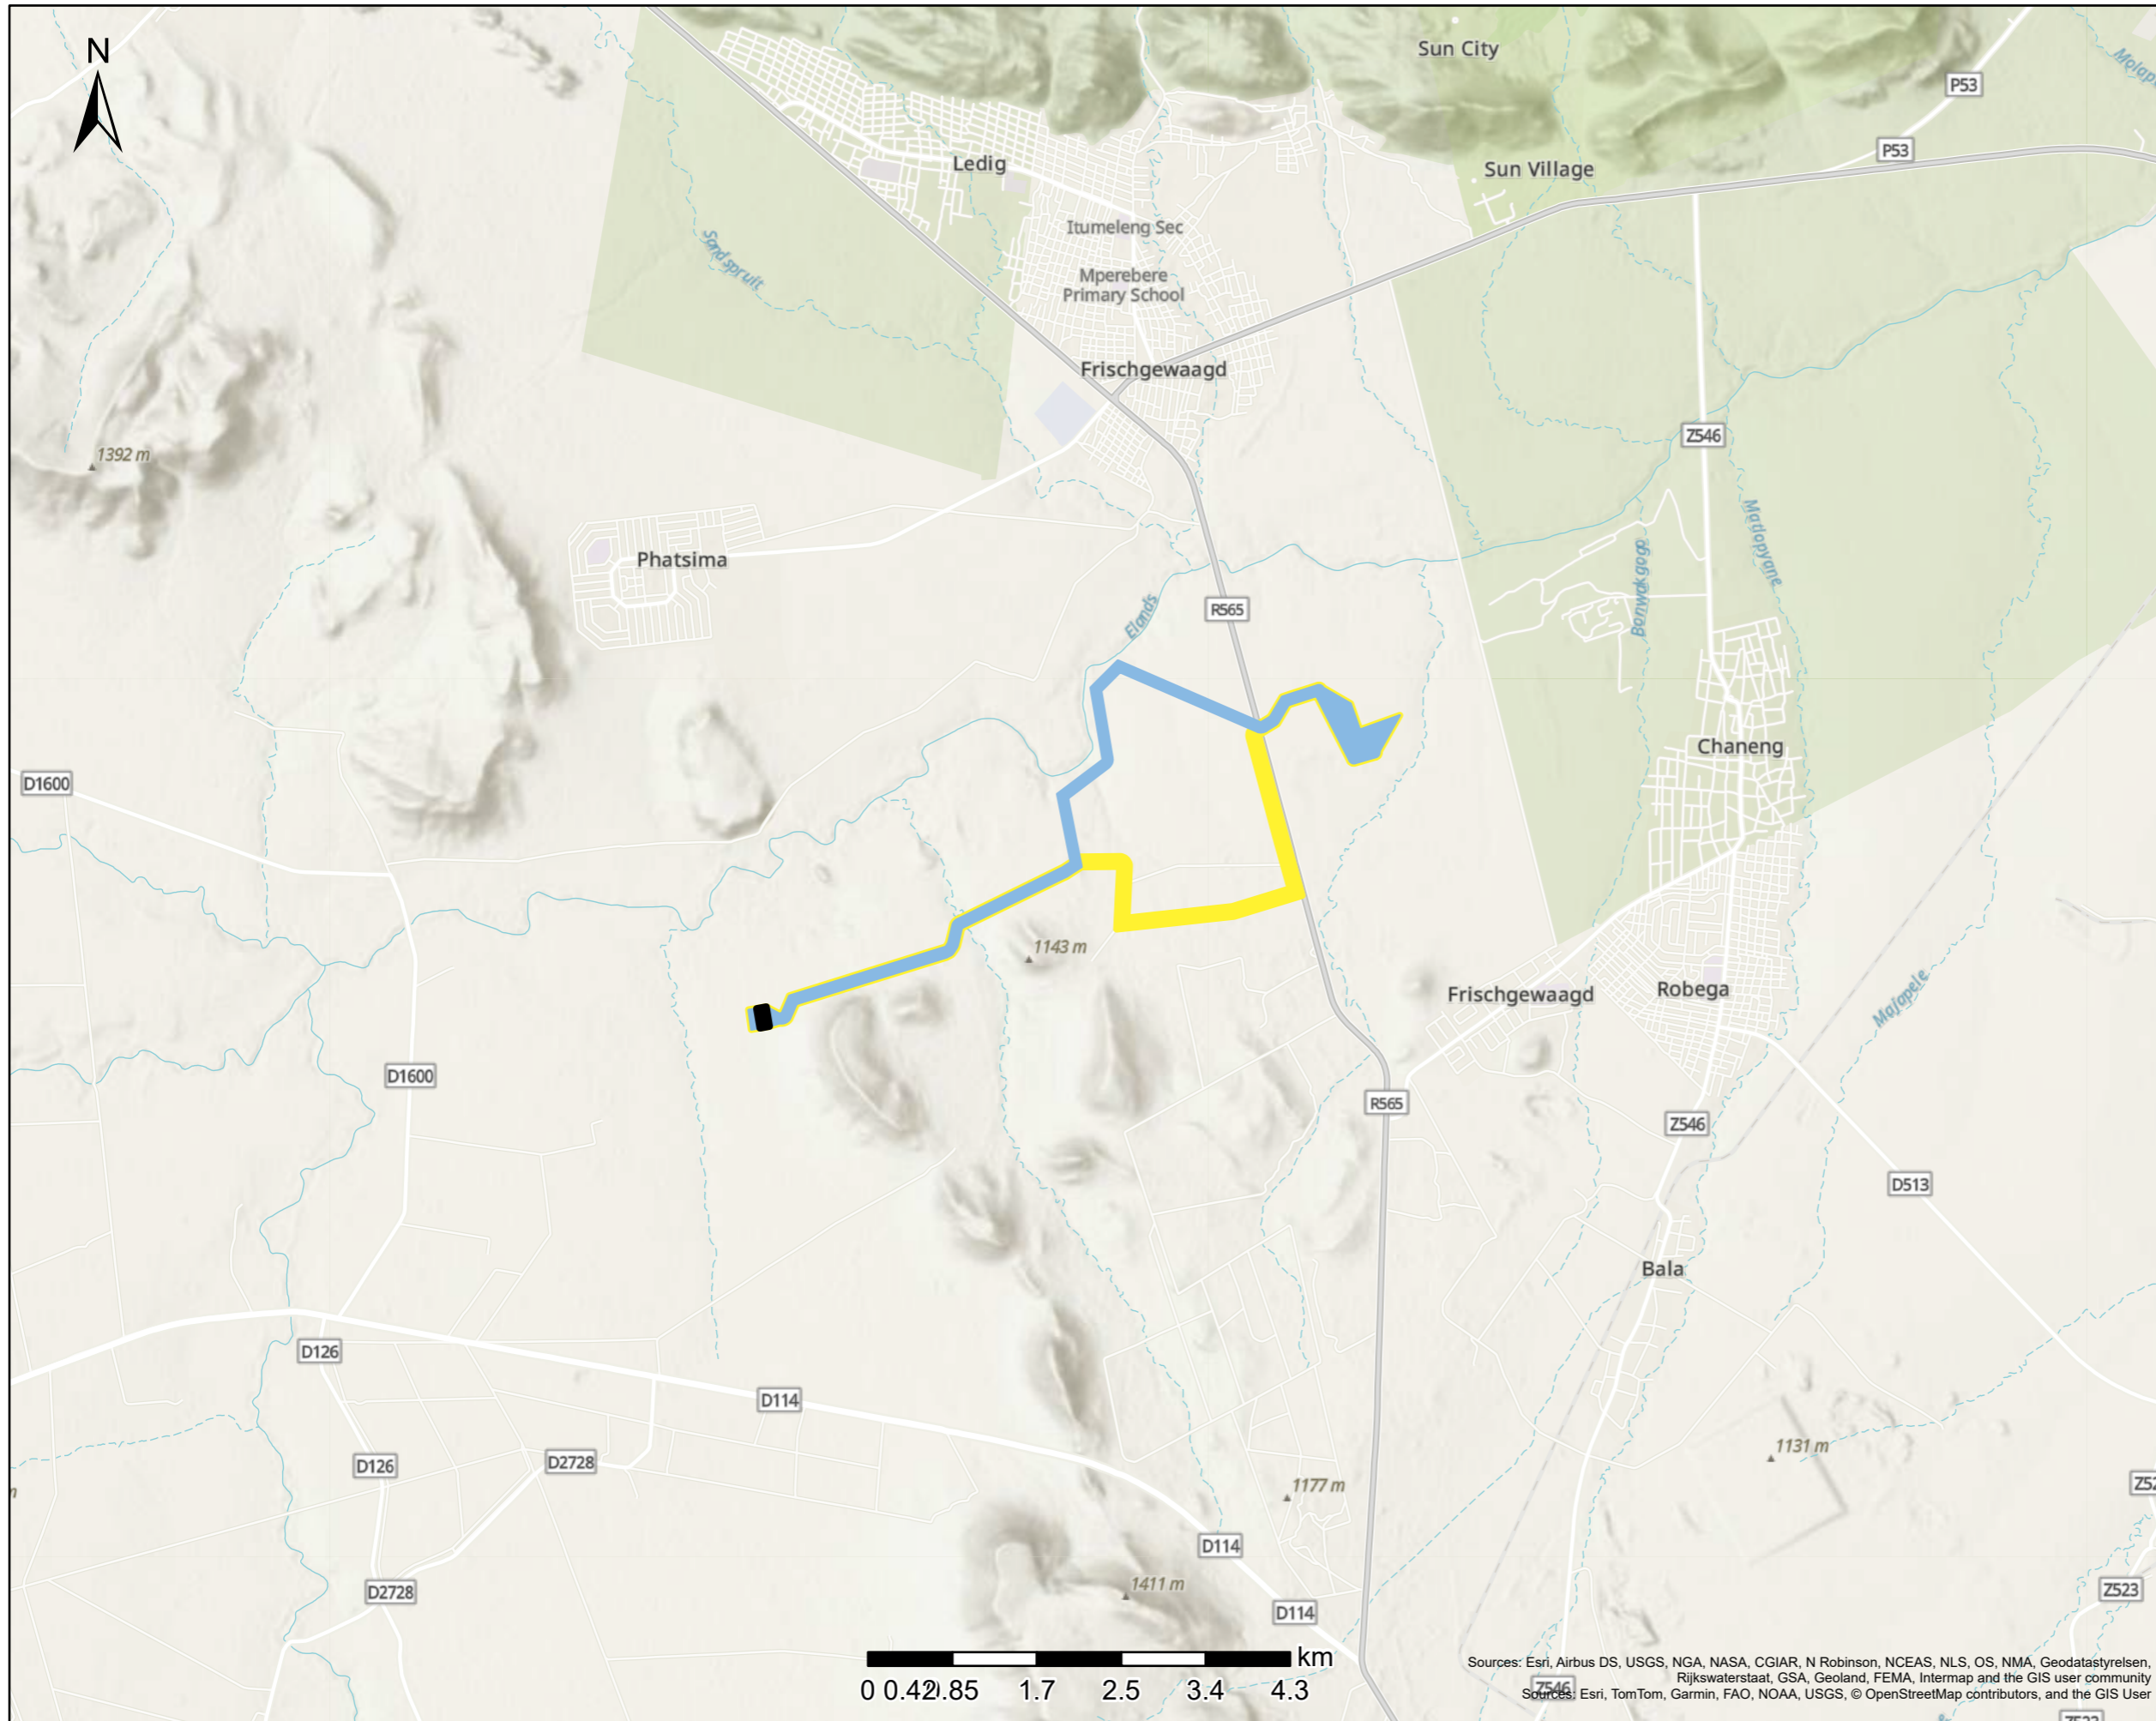 N
Sun City
P53
P53
Ledig
Sun Village
Itumeleng Sec
Sandspruit
Mperebere
Primary School
Frischgewaagd
Z546
1392 m
Matlopyane
Bonwakgogo
Phatsima
Elands
R565
Chaneng
D1600
1143 m
Frischgewaagd
Robega
Majapele
D1600
R565
Z546
D513
Bala
D126
D114
D126
D2728
1131 m
1177 m
D114
Z523
D2728
1411 m
D114
km
0 0.42 0.85 1.7 2.5 3.4 4.3
Z546
Sources: Esri, Airbus DS, USGS, NGA, NASA, CGIAR, N Robinson, NCEAS, NLS, OS, NMA, Geodatastyrelsen,
Rijkswaterstaat, GSA, Geoland, FEMA, Intermap and the GIS user community
Sources: Esri, TomTom, Garmin, FAO, NOAA, USGS, © OpenStreetMap contributors, and the GIS User